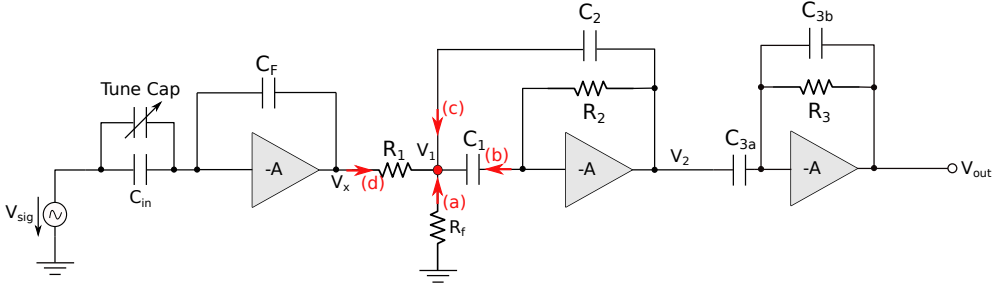 C2
C3b
CF
Tune Cap
(c)
R2
R3
R1
V1
C1
(b)
C3a
-A
-A
-A
V2
Vx
(d)
Vout
Cin
(a)
Vsig
Rf